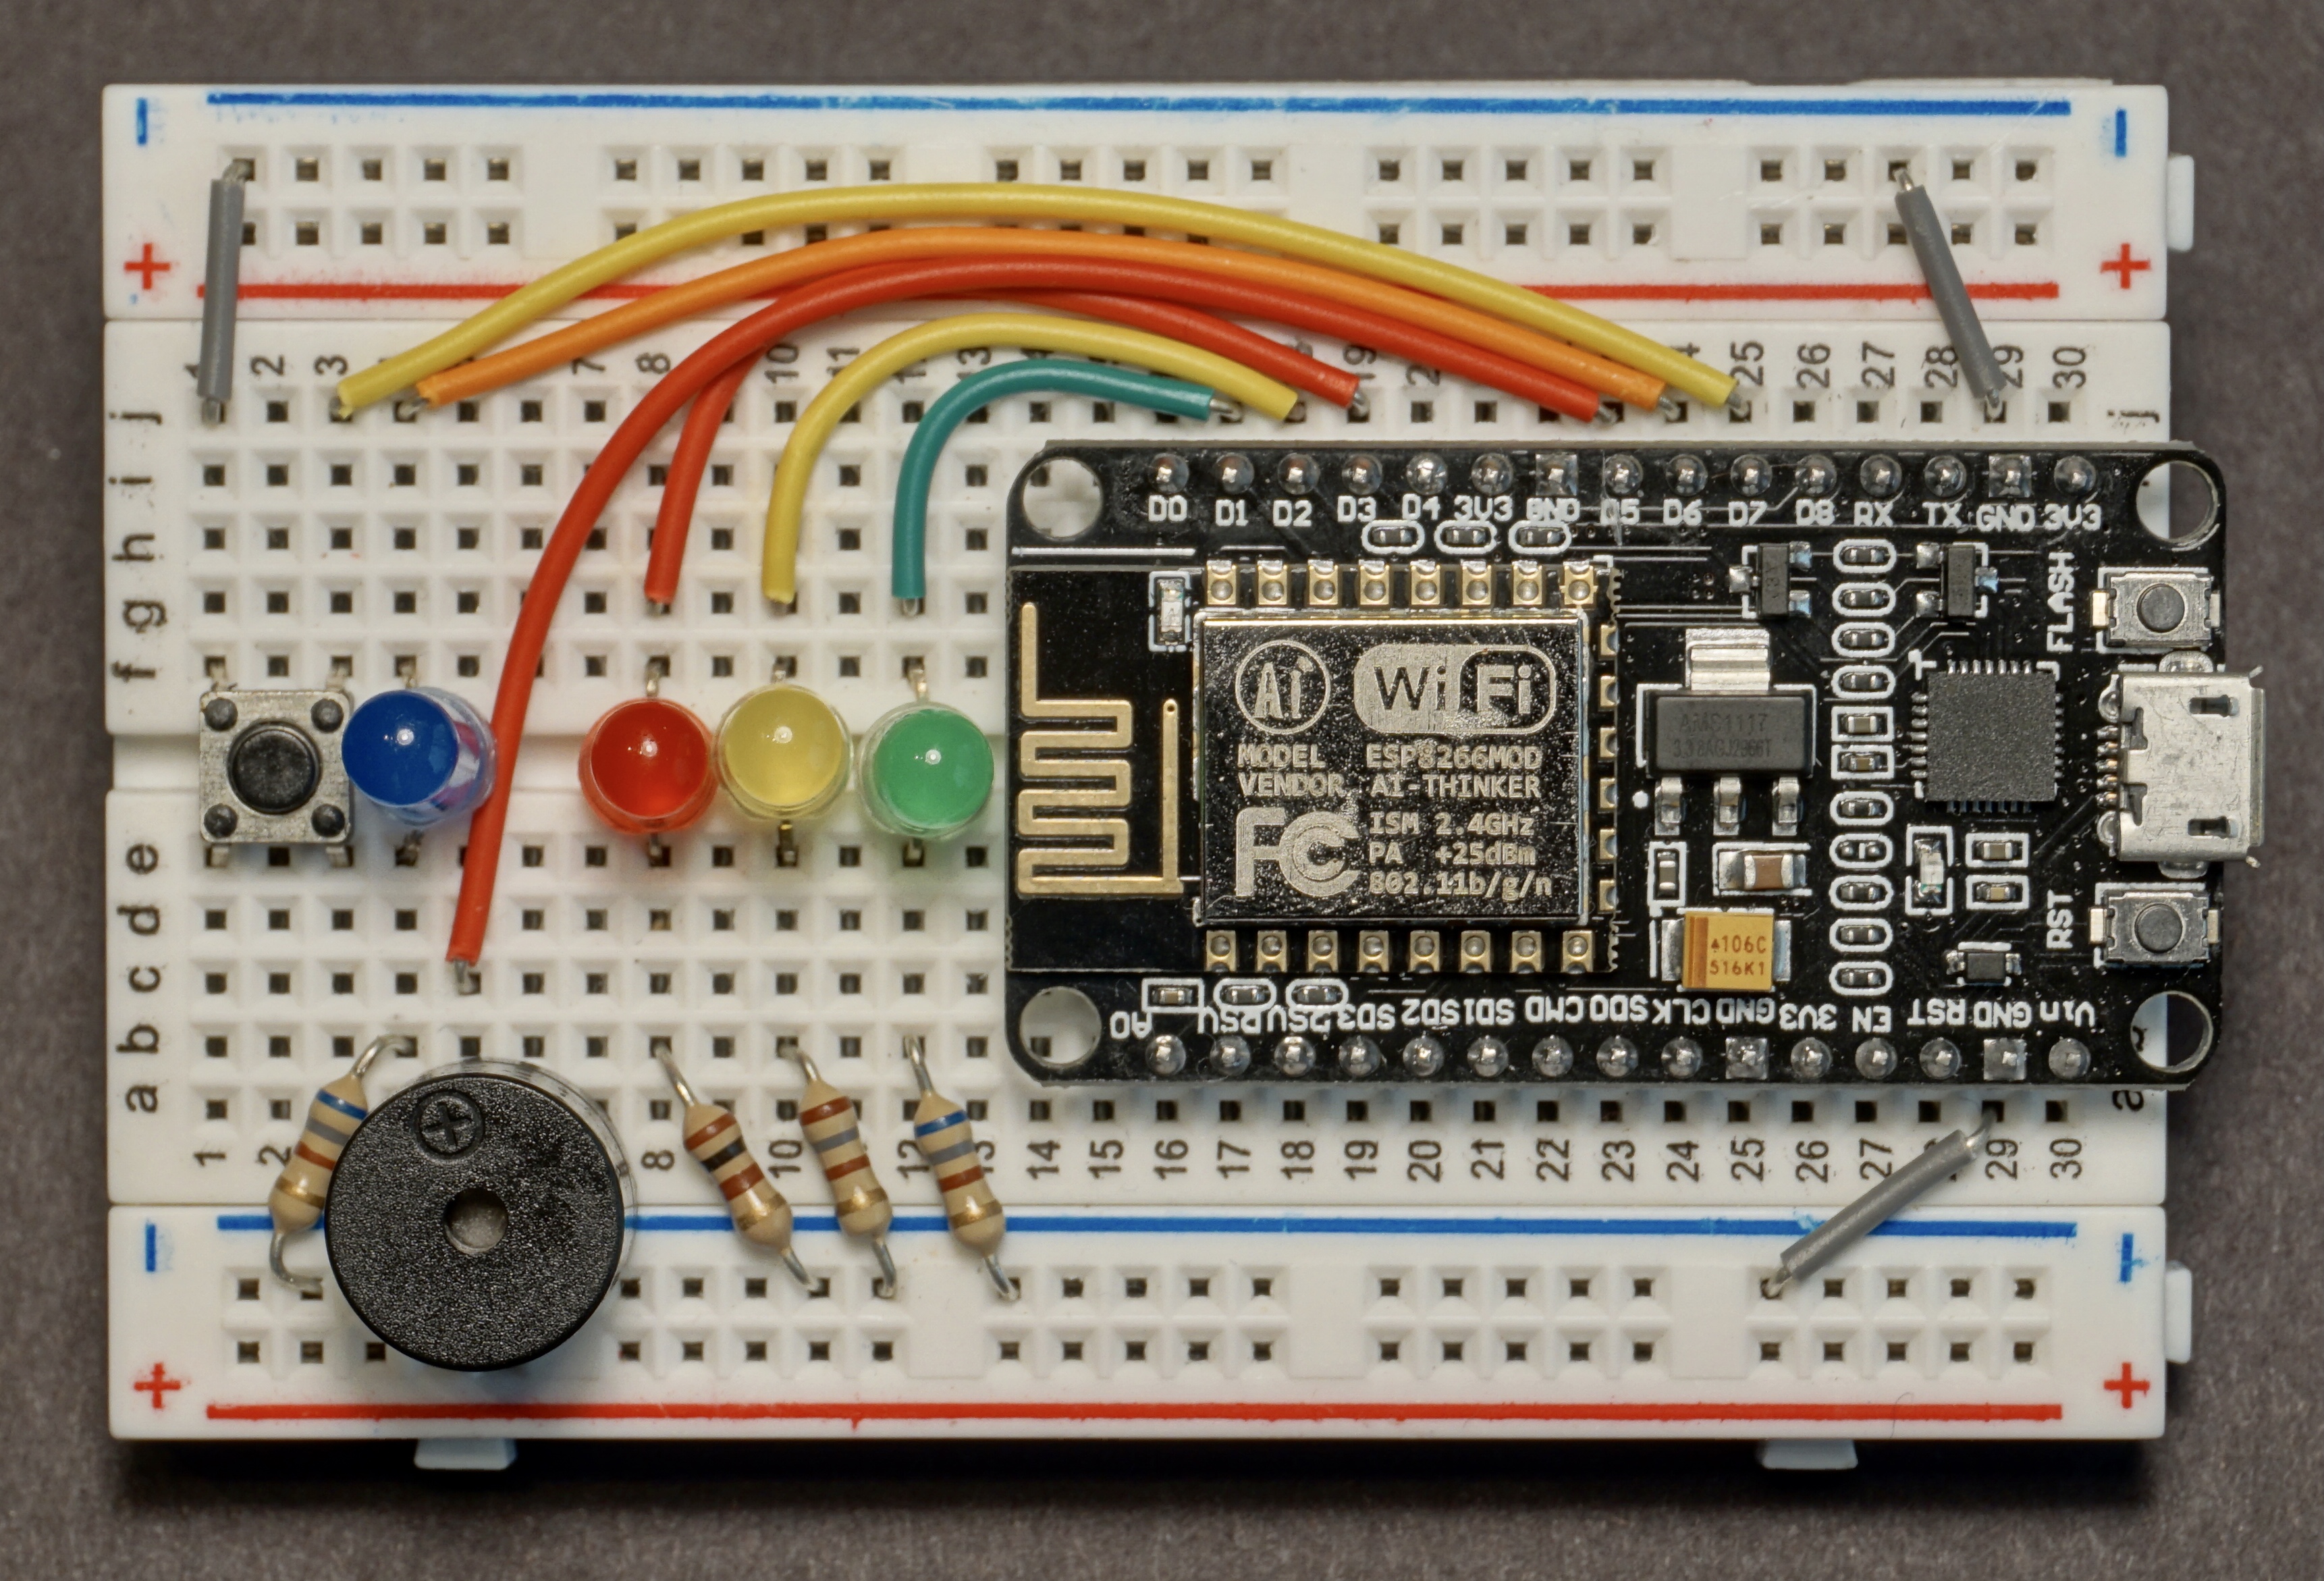 - -
+ +
1 2 3 7 8 10 11 13 19 25 26 27 28 29 30
j j
i
h
g
f
D0 D1 D2 D3 D4 3V3 GND D5 D6 D7 D8 RX TX GND 3V3
FLASH
Ai WiFi
MODEL ESP8266MOD
VENDOR AI-THINKER
FC ISM 2.4GHz
PA +25dBm
802.11b/g/n
AMS1117
106C
516K1
RST
e
d
c
b
a a
A0 RSV RSV SD3 SD2 SD1 CMD SD0 CLK GND 3V3 EN RST GND Vin
1 2 8 10 12 13 14 15 16 17 18 19 20 21 22 23 24 25 26 27 28 29 30
- -
+ +